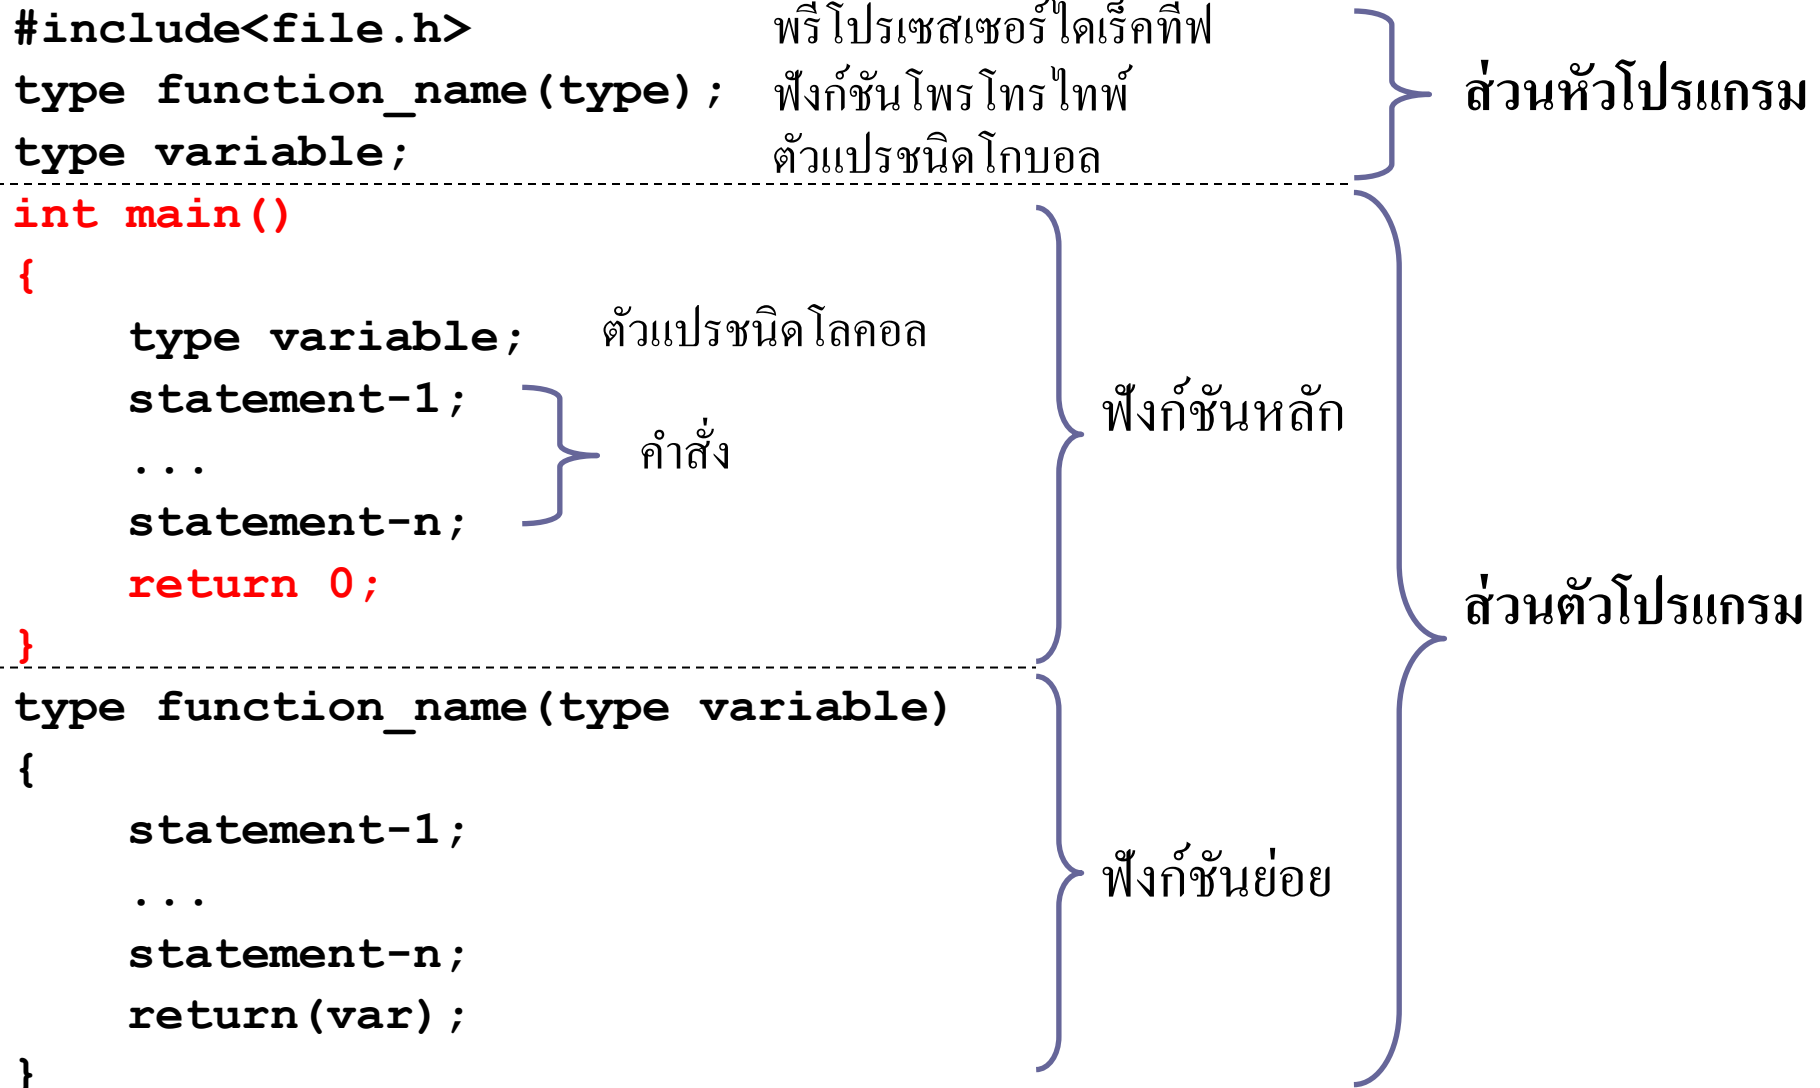 #include<file.h> พรีโปรเซสเซอร์ไดเร็คทีฟ
type function_name(type); ฟังก์ชันโพรโทรไทพ์
ส่วนหัวโปรแกรม
type variable; ตัวแปรชนิดโกบอล
int main()
{
type variable; ตัวแปรชนิดโลคอล
statement-1;
ฟังก์ชันหลัก
... คำสั่ง
statement-n;
return 0;
ส่วนตัวโปรแกรม
}
type function_name(type variable)
{
statement-1;
... ฟังก์ชันย่อย
statement-n;
return(var);
}